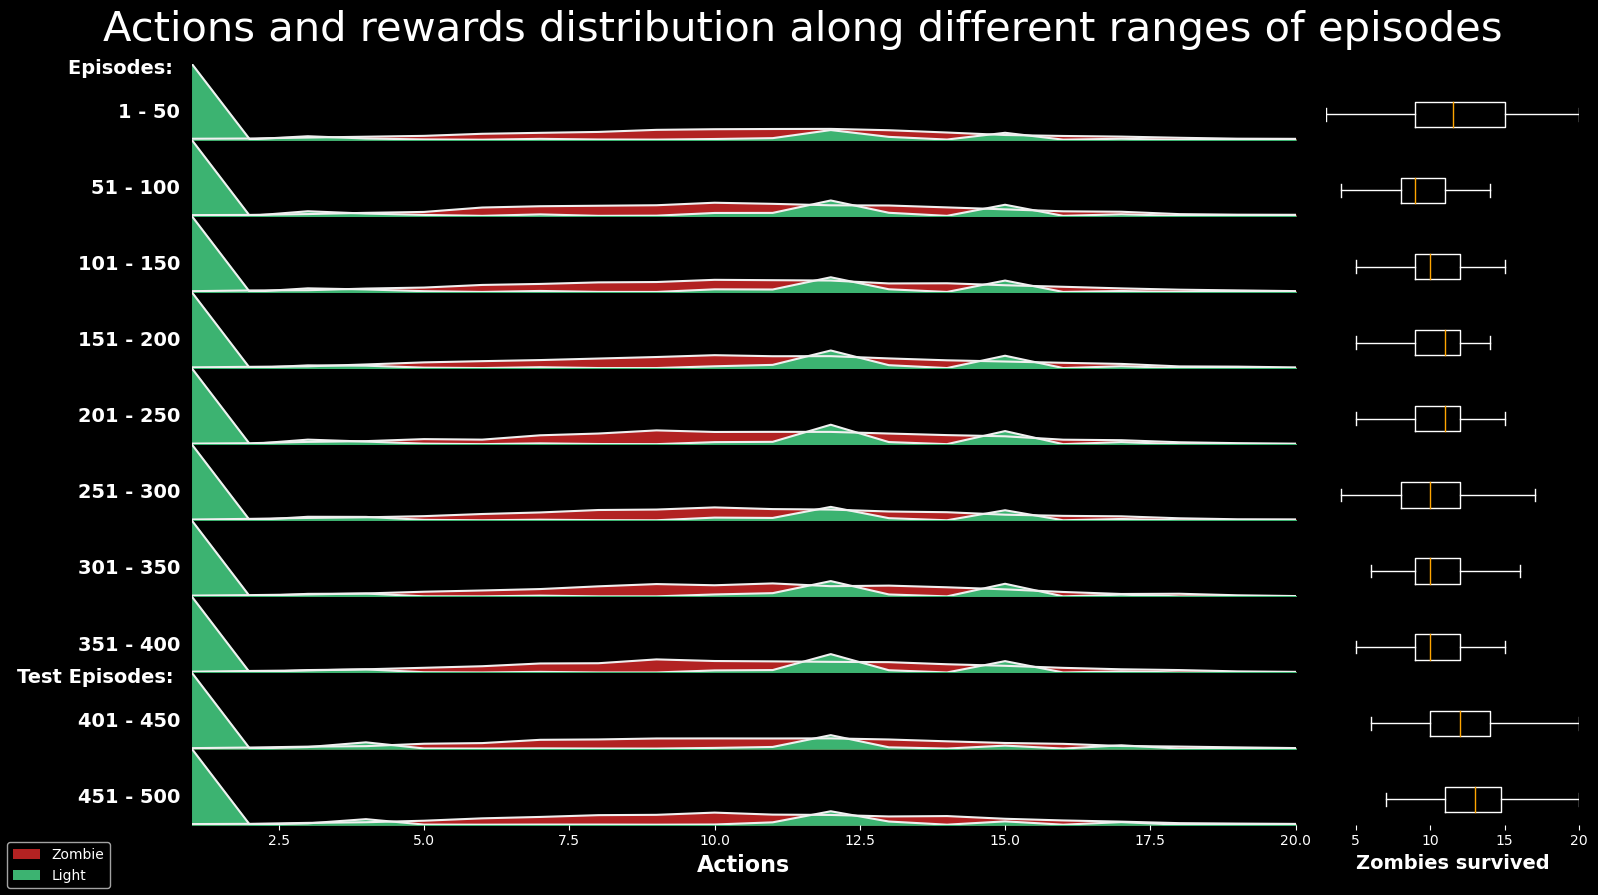 Actions and rewards distribution along different ranges of episodes
Episodes:
1 - 50
51 - 100
101 - 150
151 - 200
201 - 250
251 - 300
301 - 350
351 - 400
Test Episodes:
401 - 450
451 - 500
2.5 5.0 7.5 10.0 12.5 15.0 17.5 20.0
5 10 15 20
Actions
Zombies survived
Zombie
Light